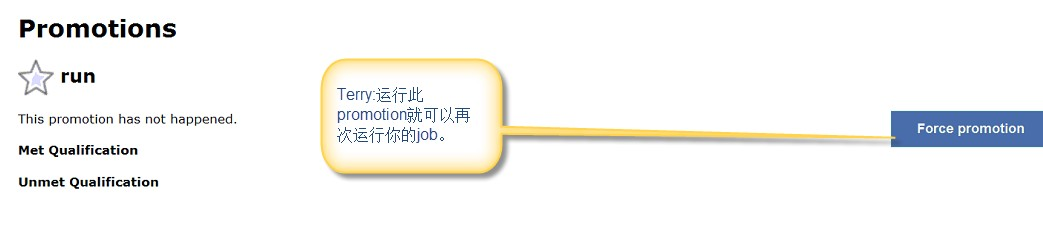 Promotions
run
This promotion has not happened.
Met Qualification
Unmet Qualification
Terry:运行此
promotion就可以再
次运行你的job。
Force promotion